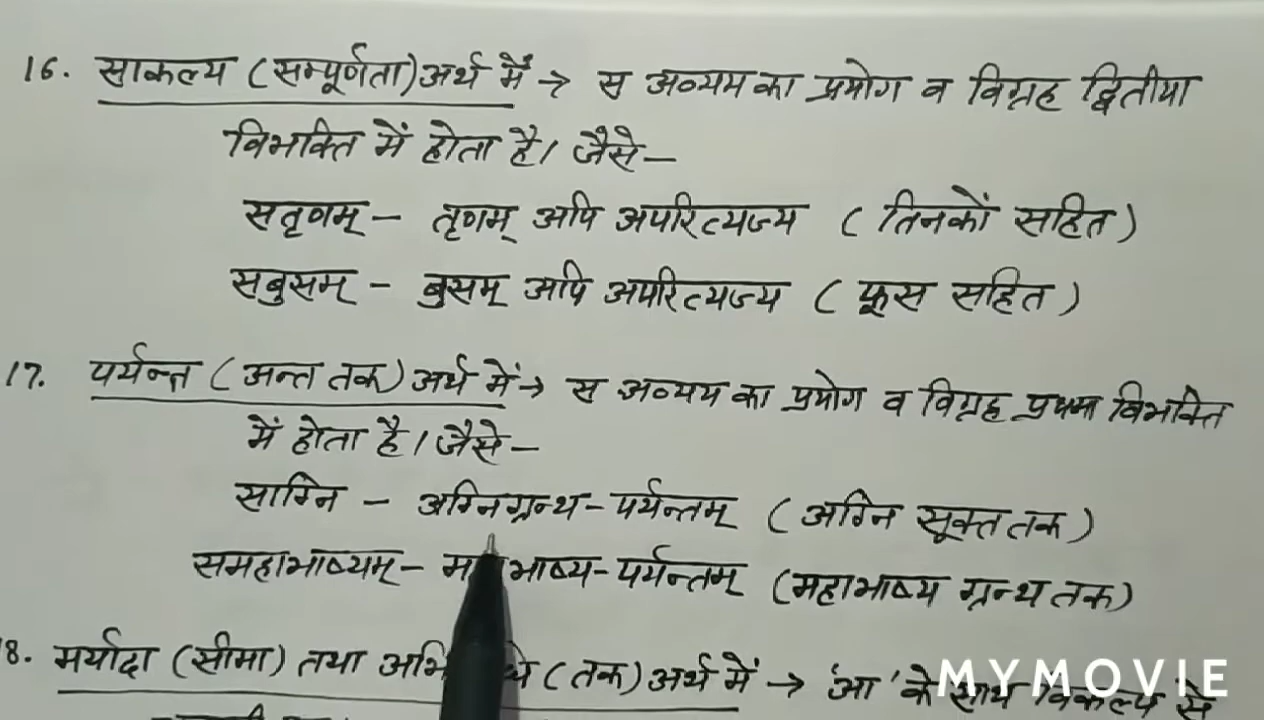 16. साकल्य (सम्पूर्णता) अर्थ में → स अव्यय का प्रयोग व विग्रह द्वितीया
विभक्ति में होता है। जैसे–
सतृणम् – तृणम् अपि अपरित्यज्य ( तिनकों सहित )
सबुसम् – बुसम् अपि अपरित्यज्य ( फूस सहित )
17. पर्यन्त ( अन्त तक ) अर्थ में → स अव्यय का प्रयोग व विग्रह प्रथमा विभक्ति
में होता है। जैसे –
साग्नि – अग्निग्रन्थ – पर्यन्तम् ( अग्नि सूक्त तक )
समहाभाष्यम् – भाष्य – पर्यन्तम् (महाभाष्य ग्रन्थ तक)
8. मर्यादा (सीमा) तथा (तक) अर्थ में → 'आ' के साथ विकल्प से
MYMOVIE